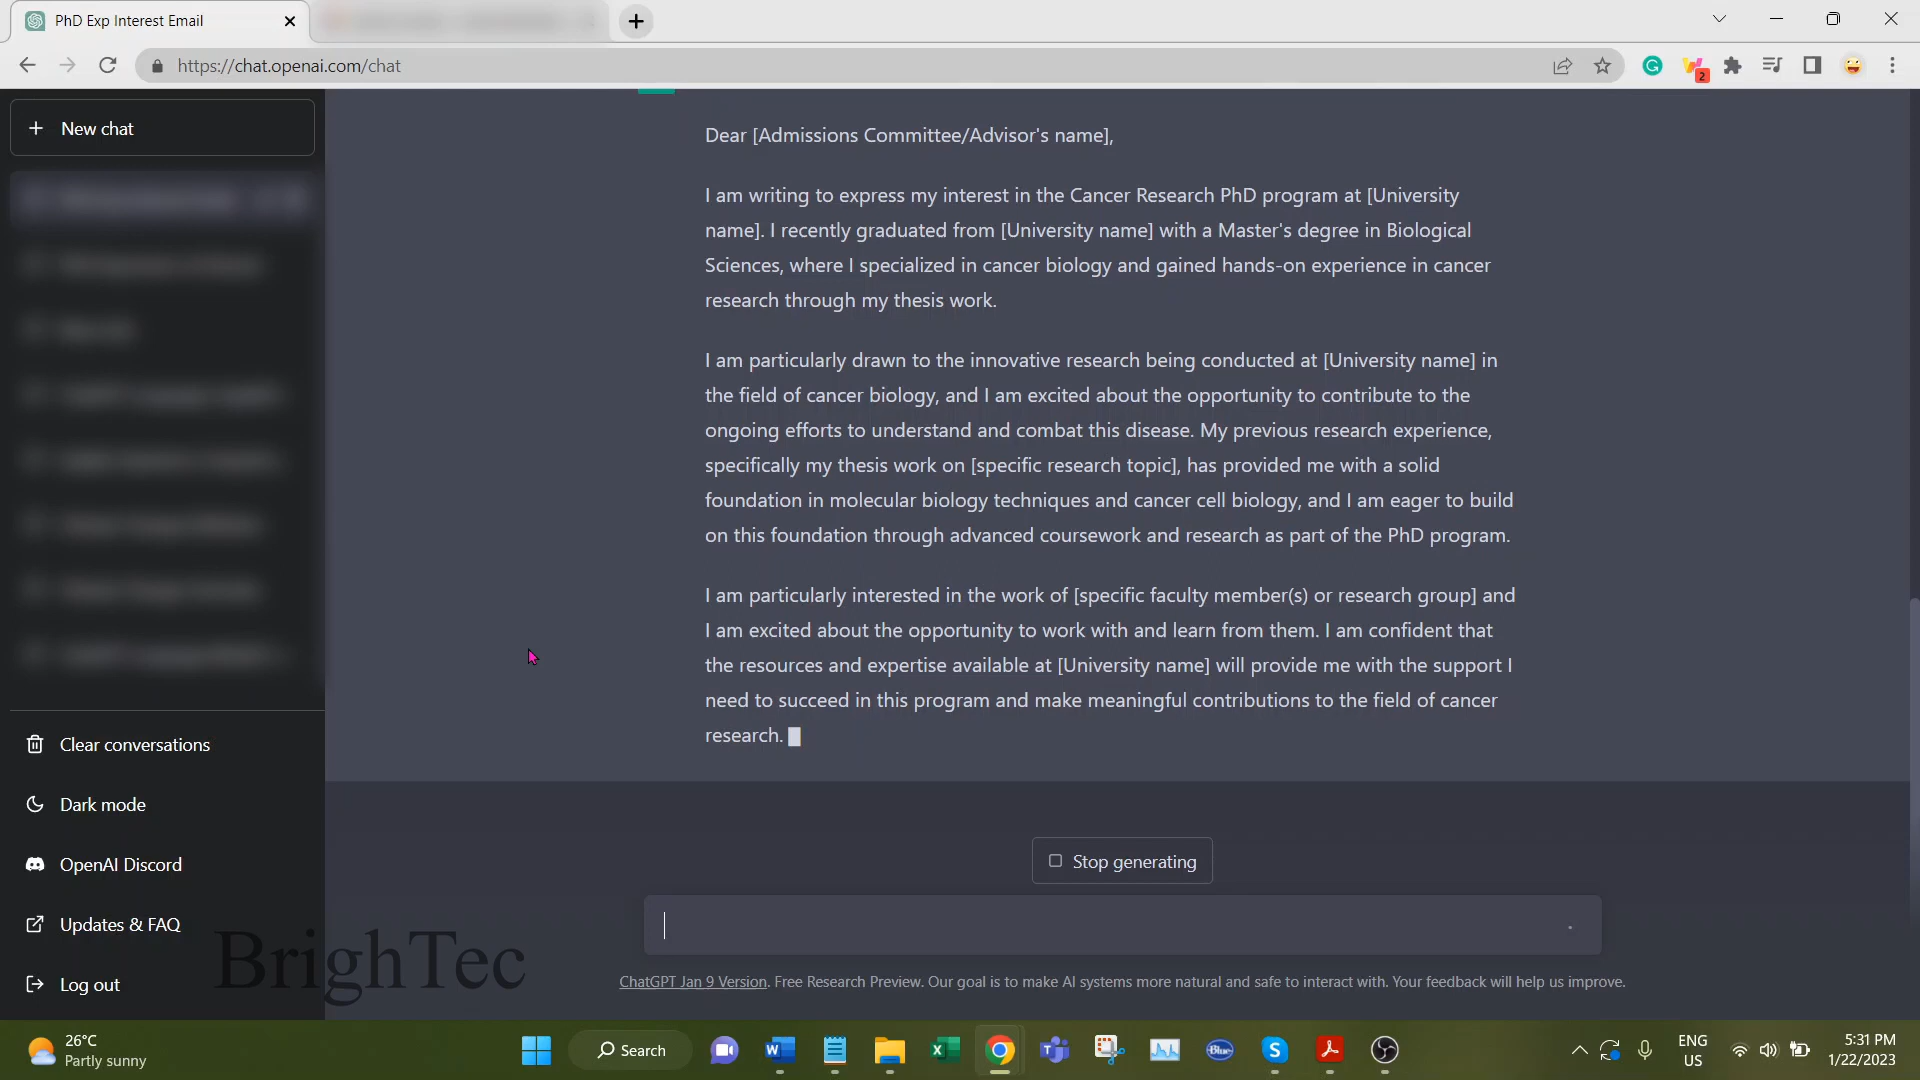 PhD Exp Interest Email
https://chat.openai.com/chat
2
New chat
Dear [Admissions Committee/Advisor's name],
I am writing to express my interest in the Cancer Research PhD program at [University
name]. I recently graduated from [University name] with a Master's degree in Biological
Sciences, where I specialized in cancer biology and gained hands-on experience in cancer
research through my thesis work.
I am particularly drawn to the innovative research being conducted at [University name] in
the field of cancer biology, and I am excited about the opportunity to contribute to the
ongoing efforts to understand and combat this disease. My previous research experience,
specifically my thesis work on [specific research topic], has provided me with a solid
foundation in molecular biology techniques and cancer cell biology, and I am eager to build
on this foundation through advanced coursework and research as part of the PhD program.
I am particularly interested in the work of [specific faculty member(s) or research group] and
I am excited about the opportunity to work with and learn from them. I am confident that
the resources and expertise available at [University name] will provide me with the support I
need to succeed in this program and make meaningful contributions to the field of cancer
research.
Clear conversations
Dark mode
OpenAI Discord
Updates & FAQ
Log out
BrighTec
Stop generating
ChatGPT Jan 9 Version. Free Research Preview. Our goal is to make AI systems more natural and safe to interact with. Your feedback will help us improve.
26°C
Partly sunny
Search
Blue
ENG
US
5:31 PM
1/22/2023